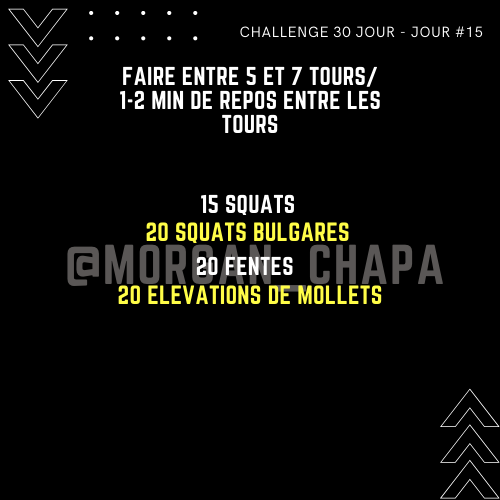 CHALLENGE 30 JOUR - JOUR #15
FAIRE ENTRE 5 ET 7 TOURS/
1-2 MIN DE REPOS ENTRE LES
TOURS
15 SQUATS
20 SQUATS BULGARES
@MORGAN_CHAPA
20 FENTES
20 ELEVATIONS DE MOLLETS